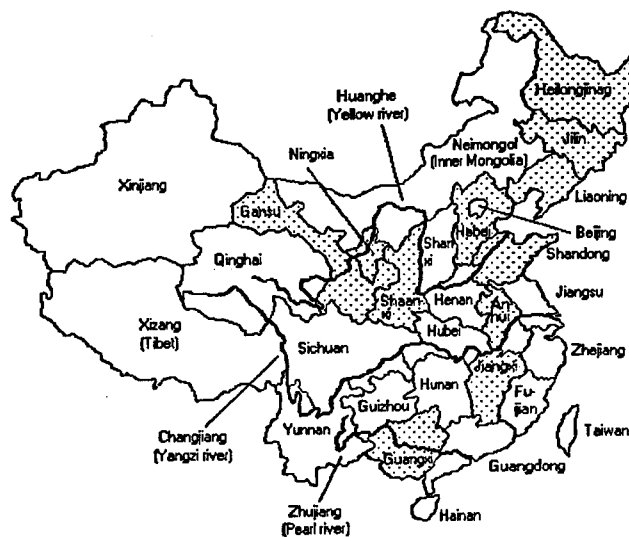 Heilongjinag
Huanghe
(Yellow river)
Jilin
Ningxia
Neimongol
(Inner Mongolia)
Xinjiang
Liaoning
Gansu
Hebei
Beijing
Shan
xi
Qinghai
Shandong
Shaan
xi
Henan
An-
hui
Jiangsu
Xizang
(Tibet)
Hubei
Sichuan
Zhejiang
Jiangxi
Hunan
Guizhou
Fu-
jian
Yunnan
Taiwan
Changjiang
(Yangzi river)
Guangxi
Guangdong
Zhujiang
(Pearl river)
Hainan